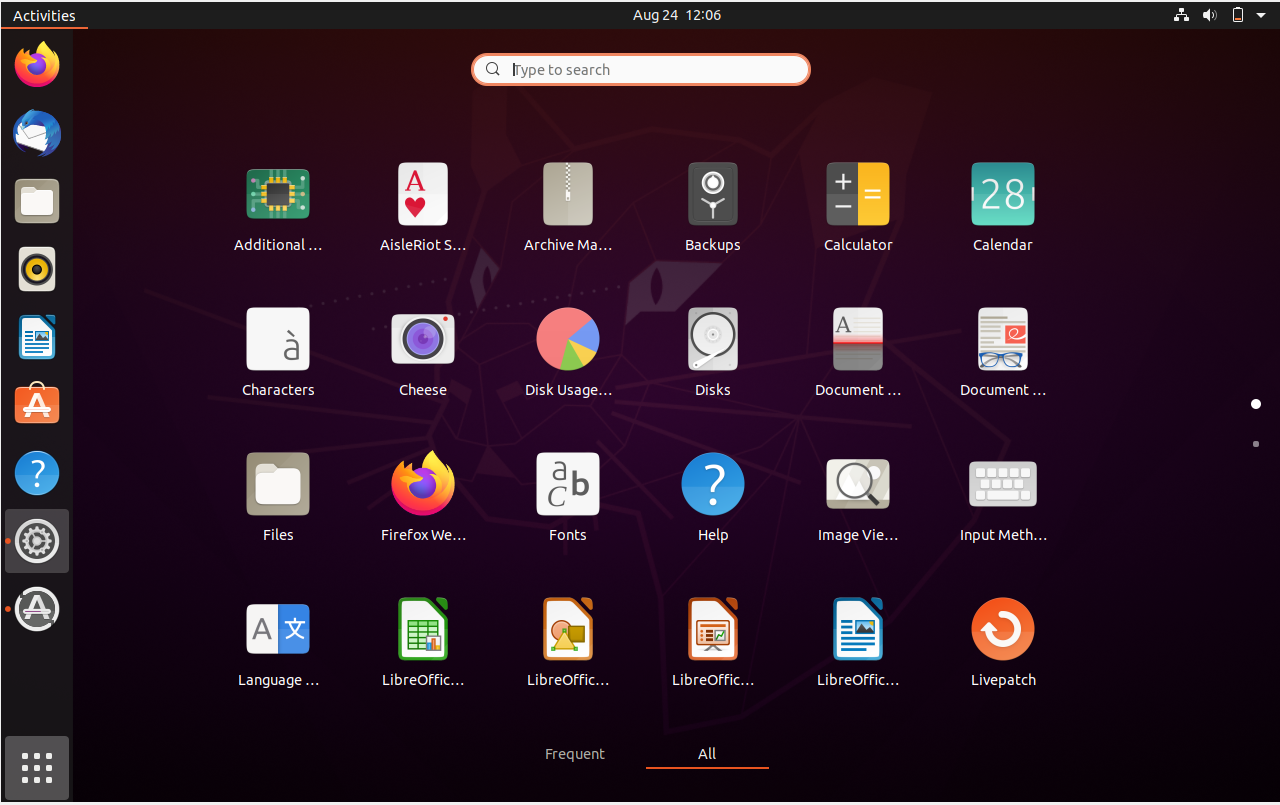 Activities
Aug 24 12:06
Type to search
Additional ...
AisleRiot S...
Archive Ma...
Backups
Calculator
28
Calendar
à
Characters
Cheese
Disk Usage...
Disks
Document ...
Document ...
Files
Firefox We...
Fonts
Help
Image Vie...
Input Meth...
A 文
Language ...
LibreOffic...
LibreOffic...
LibreOffic...
LibreOffic...
Livepatch
Frequent
All